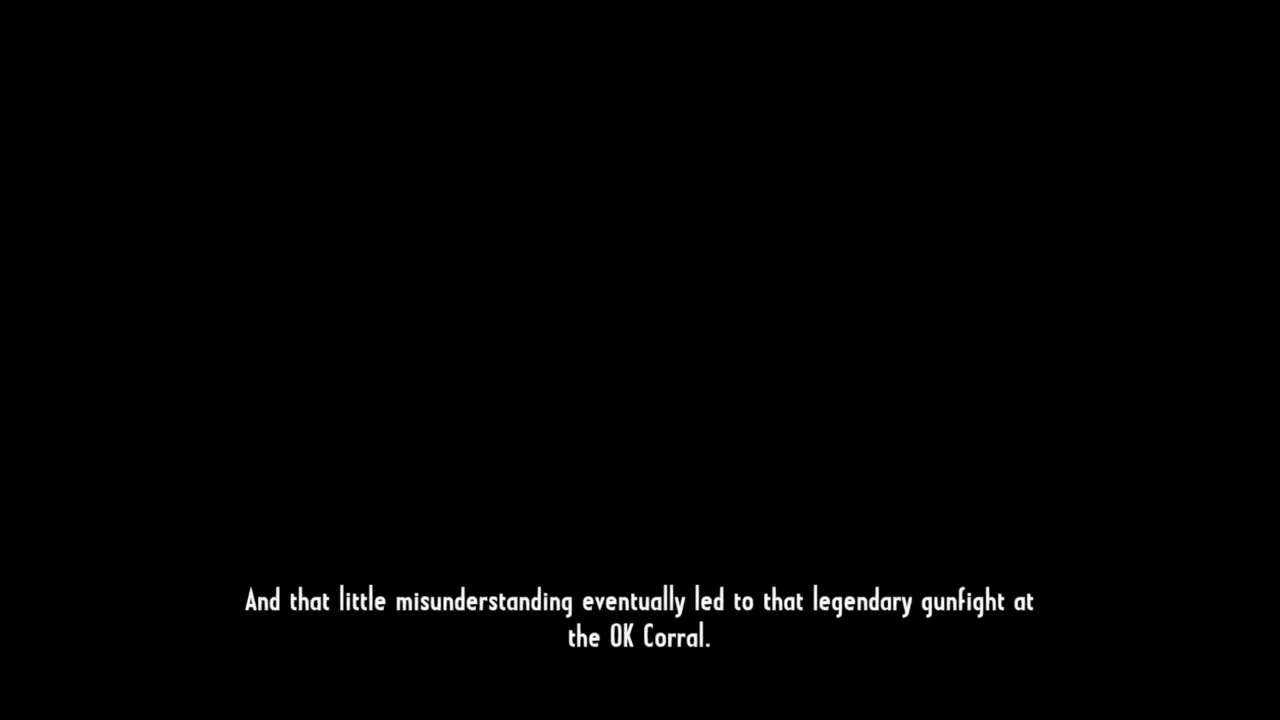 And that little misunderstanding eventually led to that legendary gunfight at
the OK Corral.